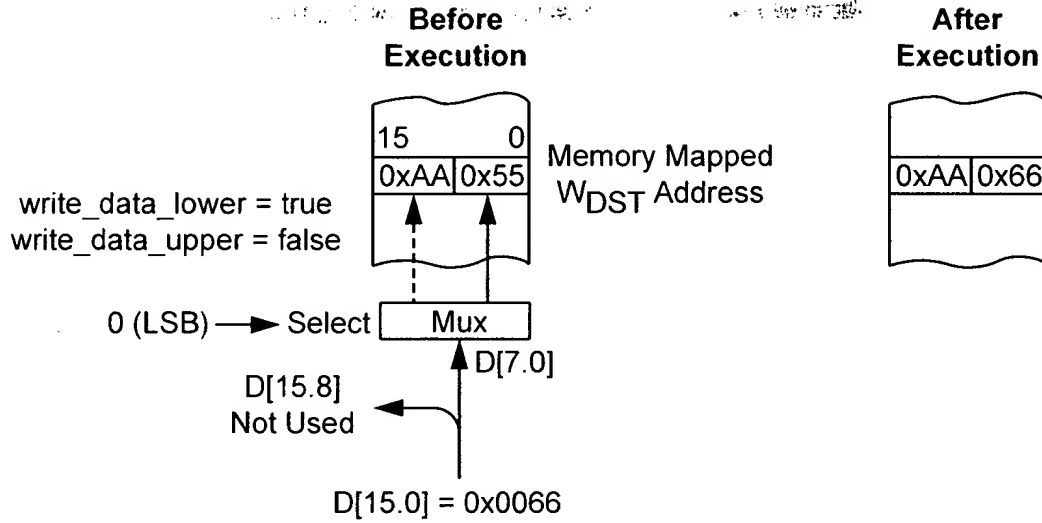 Before
Execution
After
Execution
15 0
0xAA 0x55
Memory Mapped
WDST Address
0xAA 0x66
write_data_lower = true
write_data_upper = false
0 (LSB) Select Mux
D[7.0]
D[15.8]
Not Used
D[15.0] = 0x0066